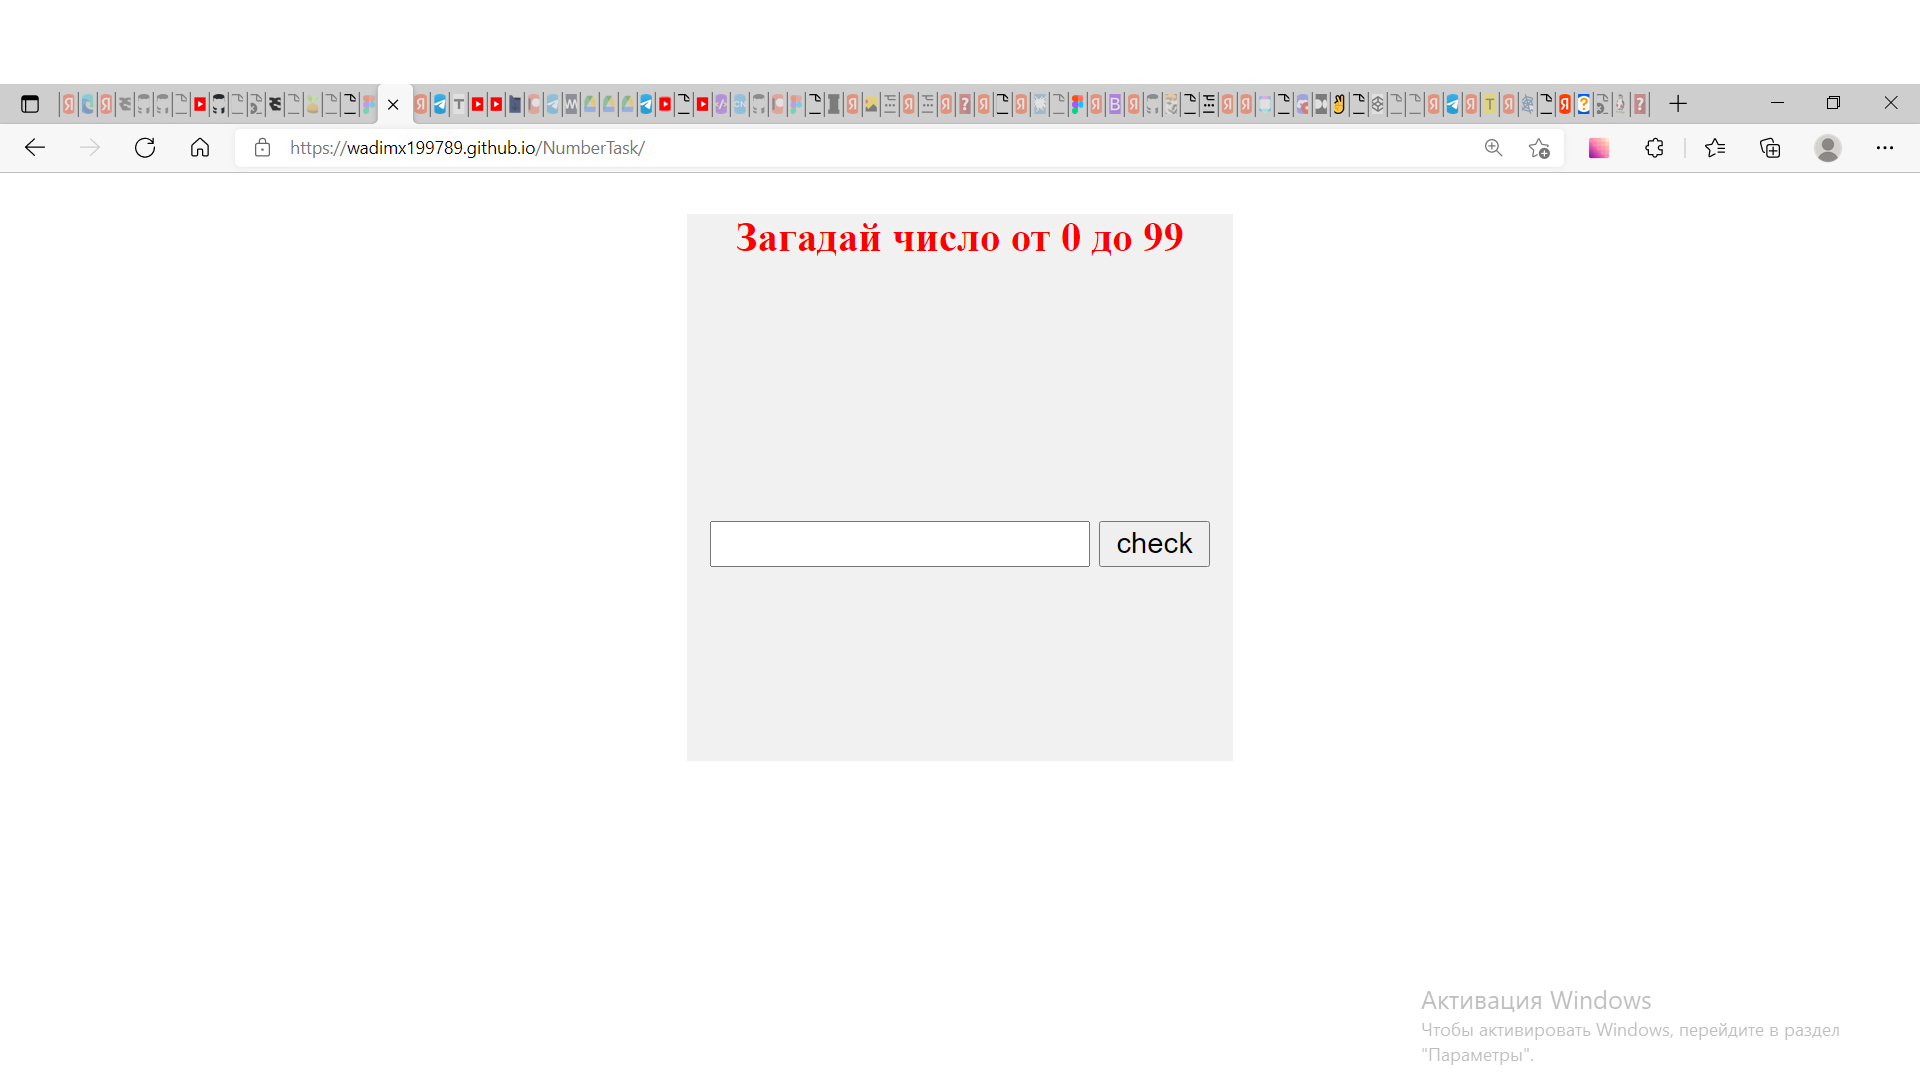 https://wadimx199789.github.io/NumberTask/
Загадай число от 0 до 99
check
Активация Windows
Чтобы активировать Windows, перейдите в раздел
"Параметры".